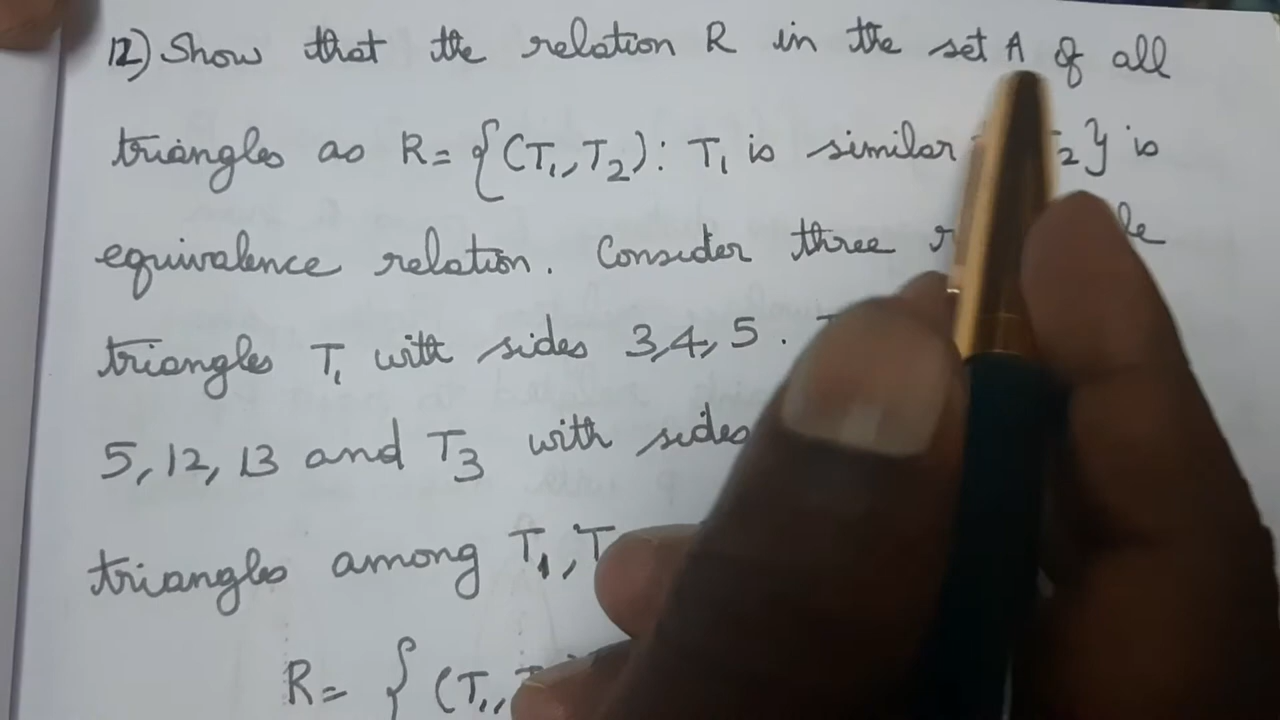 12) Show that the relation R in the set A of all
triangles as R= {(T₁,T₂): T₁ is similar T₂} is
equivalence relation. Consider three
triangles T₁ with sides 3,4,5.
5,12,13 and T₃ with sides
triangles among T₁,T
R= { (T₁,